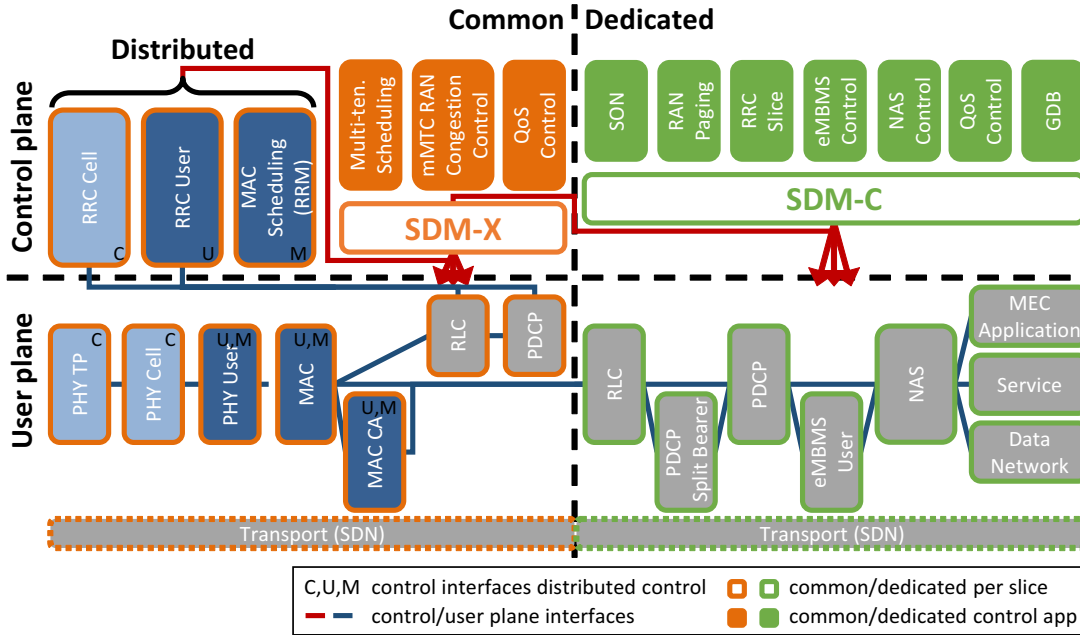 Common
Dedicated
Distributed
Control plane
RRC Cell
C
RRC User
U
MAC
Scheduling
(RRM)
M
Multi-ten.
Scheduling
mMTC RAN
Congestion
Control
QoS
Control
SDM-X
SON
RAN
Paging
RRC
Slice
eMBMS
Control
NAS
Control
QoS
Control
GDB
SDM-C
User plane
PHY TP
C
PHY Cell
C
PHY User
U,M
MAC
U,M
MAC CA
U,M
RLC
PDCP
RLC
PDCP
Split Bearer
PDCP
eMBMS
User
NAS
MEC
Application
Service
Data
Network
Transport (SDN)
Transport (SDN)
C,U,M control interfaces distributed control
control/user plane interfaces
common/dedicated per slice
common/dedicated control app